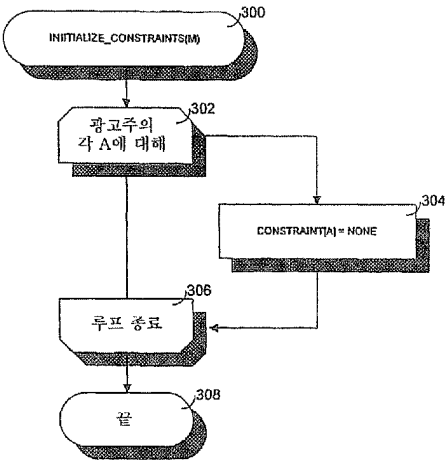 300
INIITIALIZE_CONSTRAINTS(M)
302
광고주의
각 A에 대해
304
CONSTRAINT[A] = NONE
306
루프 종료
308
끝